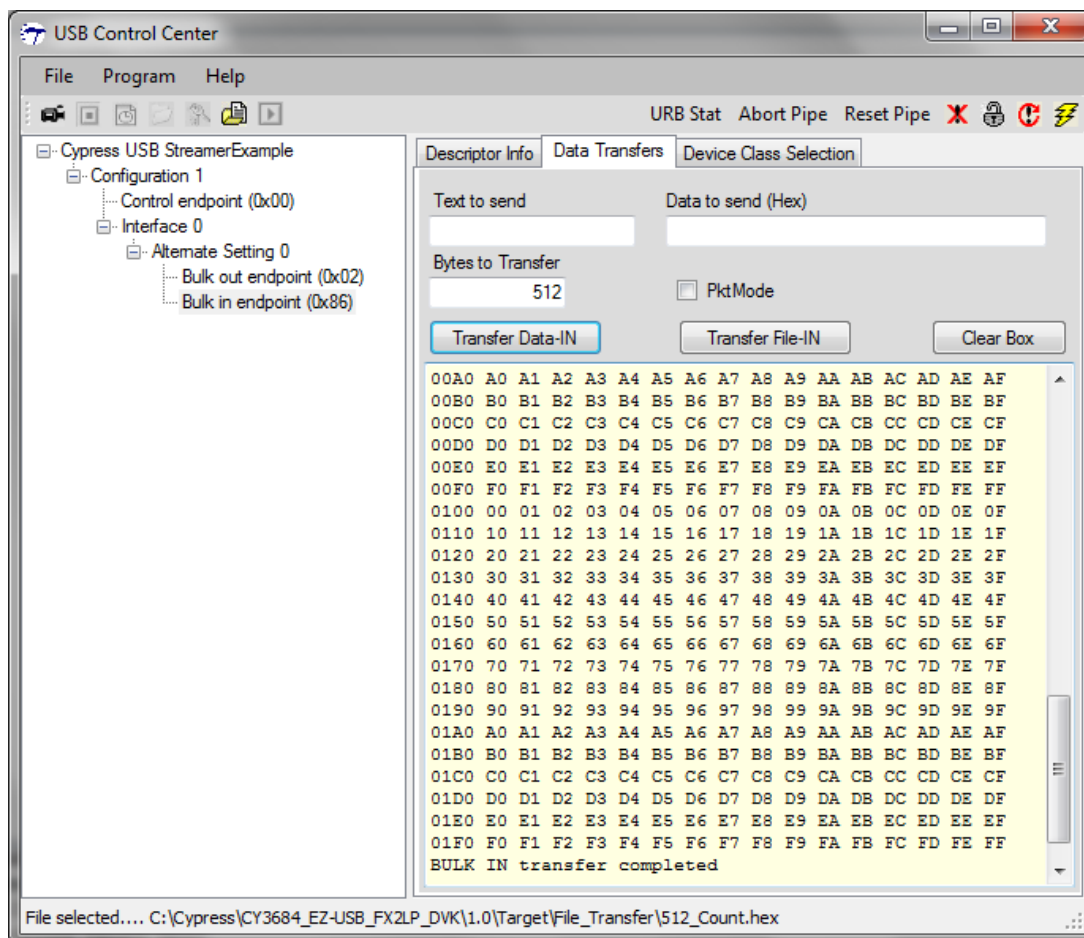 USB Control Center
File Program Help
URB Stat Abort Pipe Reset Pipe
Cypress USB StreamerExample
Configuration 1
Control endpoint (0x00)
Interface 0
Alternate Setting 0
Bulk out endpoint (0x02)
Bulk in endpoint (0x86)
Descriptor Info Data Transfers Device Class Selection
Text to send Data to send (Hex)
Bytes to Transfer
512 PktMode
Transfer Data-IN Transfer File-IN Clear Box
00A0 A0 A1 A2 A3 A4 A5 A6 A7 A8 A9 AA AB AC AD AE AF
00B0 B0 B1 B2 B3 B4 B5 B6 B7 B8 B9 BA BB BC BD BE BF
00C0 C0 C1 C2 C3 C4 C5 C6 C7 C8 C9 CA CB CC CD CE CF
00D0 D0 D1 D2 D3 D4 D5 D6 D7 D8 D9 DA DB DC DD DE DF
00E0 E0 E1 E2 E3 E4 E5 E6 E7 E8 E9 EA EB EC ED EE EF
00F0 F0 F1 F2 F3 F4 F5 F6 F7 F8 F9 FA FB FC FD FE FF
0100 00 01 02 03 04 05 06 07 08 09 0A 0B 0C 0D 0E 0F
0110 10 11 12 13 14 15 16 17 18 19 1A 1B 1C 1D 1E 1F
0120 20 21 22 23 24 25 26 27 28 29 2A 2B 2C 2D 2E 2F
0130 30 31 32 33 34 35 36 37 38 39 3A 3B 3C 3D 3E 3F
0140 40 41 42 43 44 45 46 47 48 49 4A 4B 4C 4D 4E 4F
0150 50 51 52 53 54 55 56 57 58 59 5A 5B 5C 5D 5E 5F
0160 60 61 62 63 64 65 66 67 68 69 6A 6B 6C 6D 6E 6F
0170 70 71 72 73 74 75 76 77 78 79 7A 7B 7C 7D 7E 7F
0180 80 81 82 83 84 85 86 87 88 89 8A 8B 8C 8D 8E 8F
0190 90 91 92 93 94 95 96 97 98 99 9A 9B 9C 9D 9E 9F
01A0 A0 A1 A2 A3 A4 A5 A6 A7 A8 A9 AA AB AC AD AE AF
01B0 B0 B1 B2 B3 B4 B5 B6 B7 B8 B9 BA BB BC BD BE BF
01C0 C0 C1 C2 C3 C4 C5 C6 C7 C8 C9 CA CB CC CD CE CF
01D0 D0 D1 D2 D3 D4 D5 D6 D7 D8 D9 DA DB DC DD DE DF
01E0 E0 E1 E2 E3 E4 E5 E6 E7 E8 E9 EA EB EC ED EE EF
01F0 F0 F1 F2 F3 F4 F5 F6 F7 F8 F9 FA FB FC FD FE FF
BULK IN transfer completed
File selected.... C:\Cypress\CY3684_EZ-USB_FX2LP_DVK\1.0\Target\File_Transfer\512_Count.hex